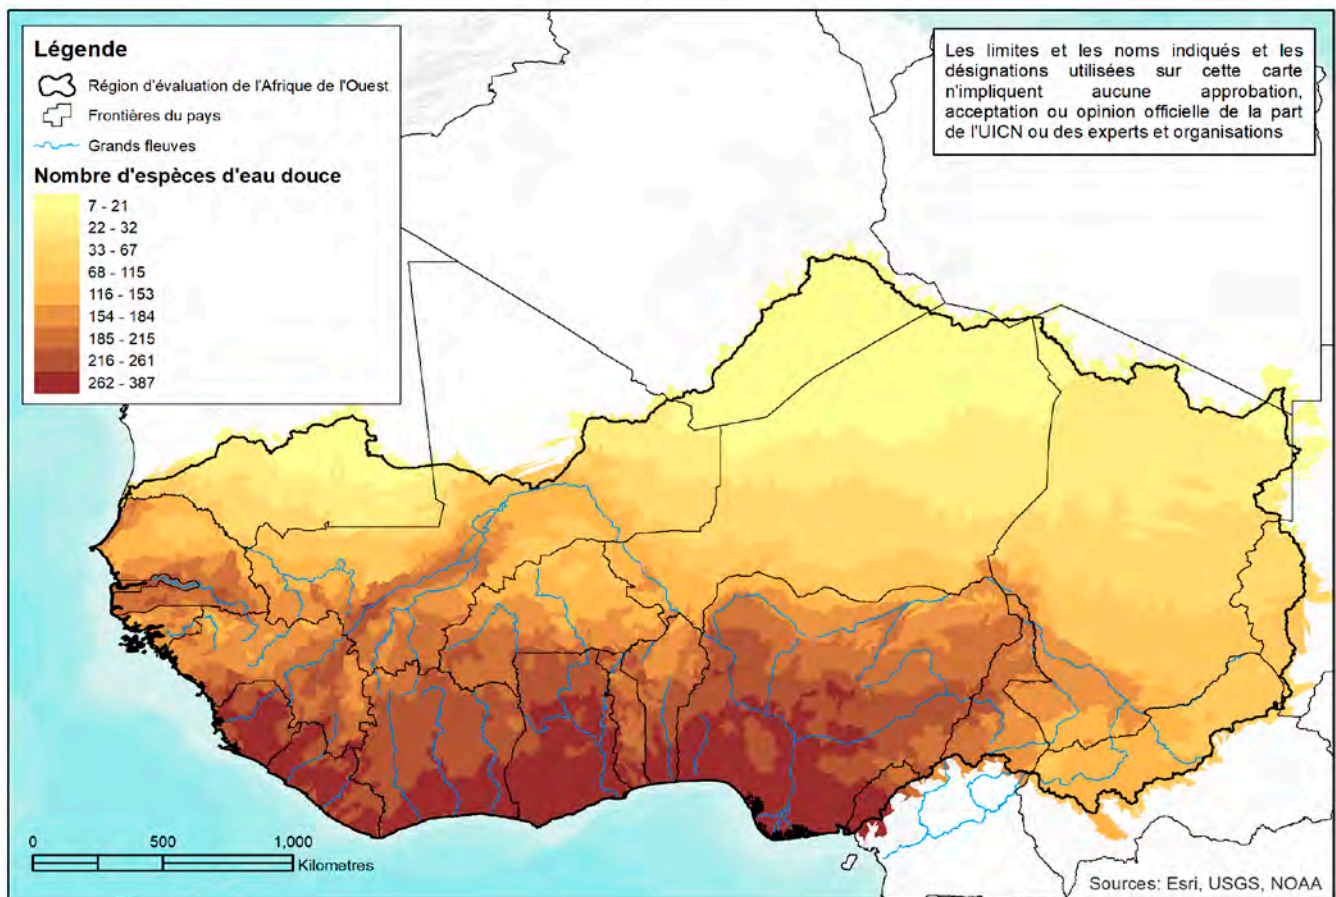 Légende
Région d'évaluation de l'Afrique de l'Ouest
Frontières du pays
Grands fleuves
Nombre d'espèces d'eau douce
7 - 21
22 - 32
33 - 67
68 - 115
116 - 153
154 - 184
185 - 215
216 - 261
262 - 387
Les limites et les noms indiqués et les
désignations utilisées sur cette carte
n'impliquent aucune approbation,
acceptation ou opinion officielle de la part
de l'UICN ou des experts et organisations
0 500 1,000
Kilometres
Sources: Esri, USGS, NOAA